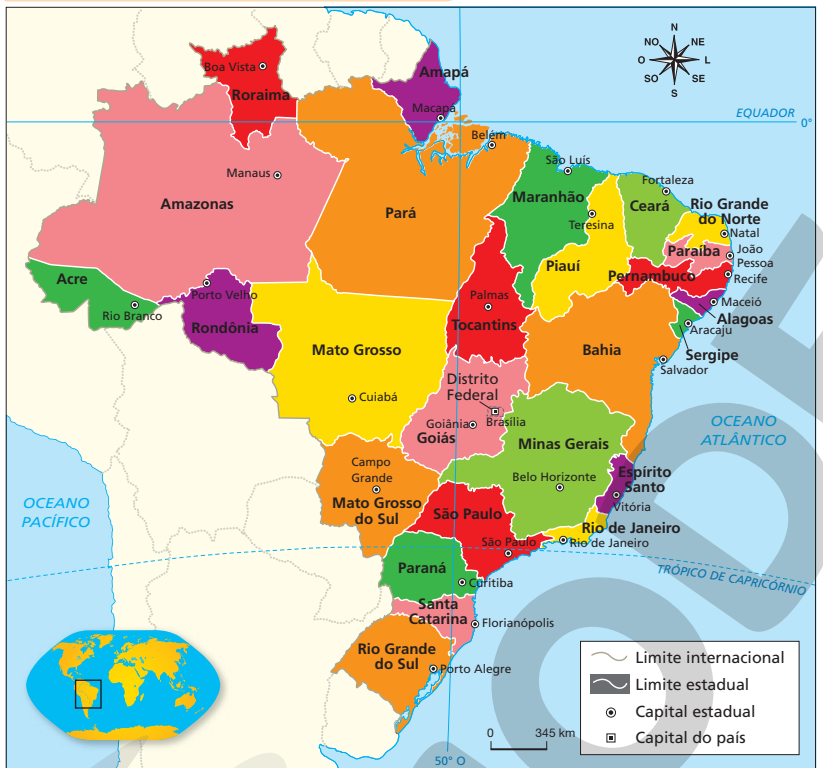 N
NO NE
O L
SO SE
S
Amapá
Boa Vista
Roraima
Macapá
EQUADOR
0°
Belém
São Luís
Fortaleza
Manaus
Amazonas
Pará
Maranhão
Ceará
Rio Grande
do Norte
Teresina
Natal
Paraíba
João
Pessoa
Piauí
Pernambuco
Recife
Acre
Porto Velho
Rio Branco
Rondônia
Palmas
Tocantins
Maceió
Alagoas
Aracaju
Sergipe
Mato Grosso
Bahia
Salvador
Cuiabá
Distrito
Federal
Brasília
Goiânia
Goiás
Minas Gerais
OCEANO
ATLÂNTICO
Campo
Grande
Mato Grosso
do Sul
Belo Horizonte
Espírito
Santo
Vitória
OCEANO
PACÍFICO
São Paulo
São Paulo
Rio de Janeiro
Rio de Janeiro
Paraná
Curitiba
TRÓPICO DE CAPRICÓRNIO
Santa
Catarina
Florianópolis
Rio Grande
do Sul
Porto Alegre
Limite internacional
Limite estadual
Capital estadual
Capital do país
0 345 km
50° O